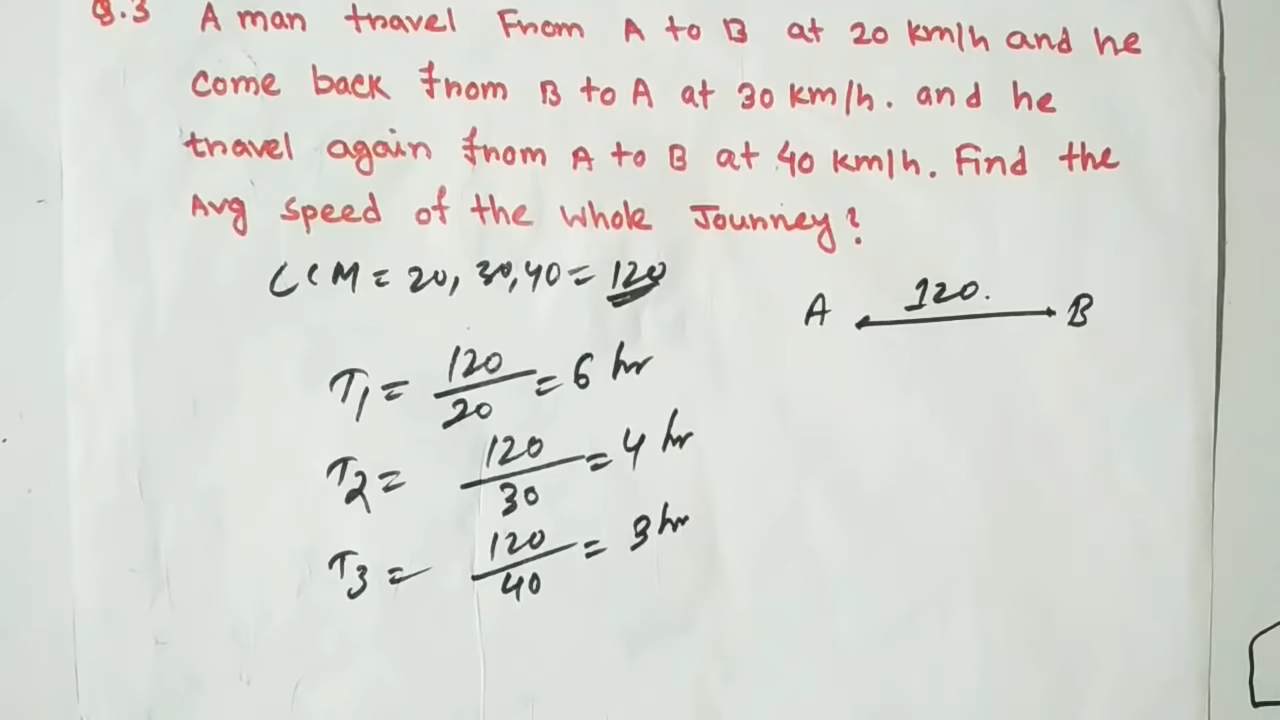 Q.3 A man travel From A to B at 20 km/h and he
come back from B to A at 30 km/h. and he
travel again from A to B at 40 km/h. Find the
Avg speed of the whole Journey?
LCM = 20, 30, 40 = 120
A 120. B
T1 = 120/20 = 6 hr
T2 = 120/30 = 4 hr
T3 = 120/40 = 3 hr